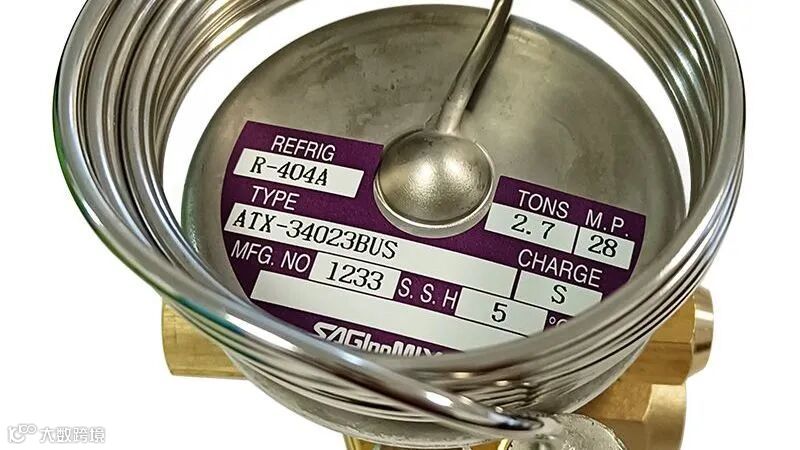 REFRIG
R-404A
TYPE
ATX-34023BUS
MFG. NO 1233 S. S. H 5 °C
TONS M.P.
2.7 28
CHARGE
S
大数跨境